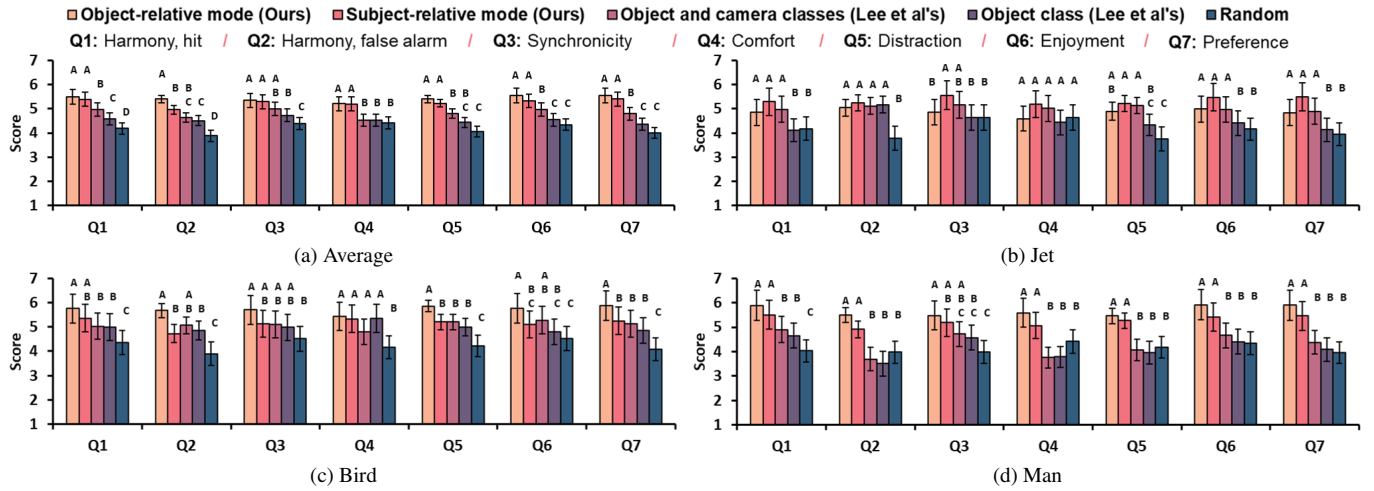 Object-relative mode (Ours) Subject-relative mode (Ours) Object and camera classes (Lee et al's) Object class (Lee et al's) Random
Q1: Harmony, hit / Q2: Harmony, false alarm / Q3: Synchronicity / Q4: Comfort / Q5: Distraction / Q6: Enjoyment / Q7: Preference
7
6
5
4
3
2
1
Score
A A B C D
A B B C D
B C
A A A B C
B B
A A B B B
A A B B C
C
A A B C C
A A B C C
Q1 Q2 Q3 Q4 Q5 Q6 Q7
(a) Average
7
6
5
4
3
2
1
Score
A A A B B
A A A A B
B A A B B
B
A A A A A
A A A B C
B C
A A A B B
A A A B B
Q1 Q2 Q3 Q4 Q5 Q6 Q7
(b) Jet
7
6
5
4
3
2
1
Score
A A B B C
B
A B A B C
B
A A A A B
B B B
A A A A B
A B B B C
A B A B C
C B C
A B B B C
Q1 Q2 Q3 Q4 Q5 Q6 Q7
(c) Bird
7
6
5
4
3
2
1
Score
A A B B C
A A B B B
A A B B C
B C C
A A B B B
A A B B B
A A B B B
A A B B B
Q1 Q2 Q3 Q4 Q5 Q6 Q7
(d) Man